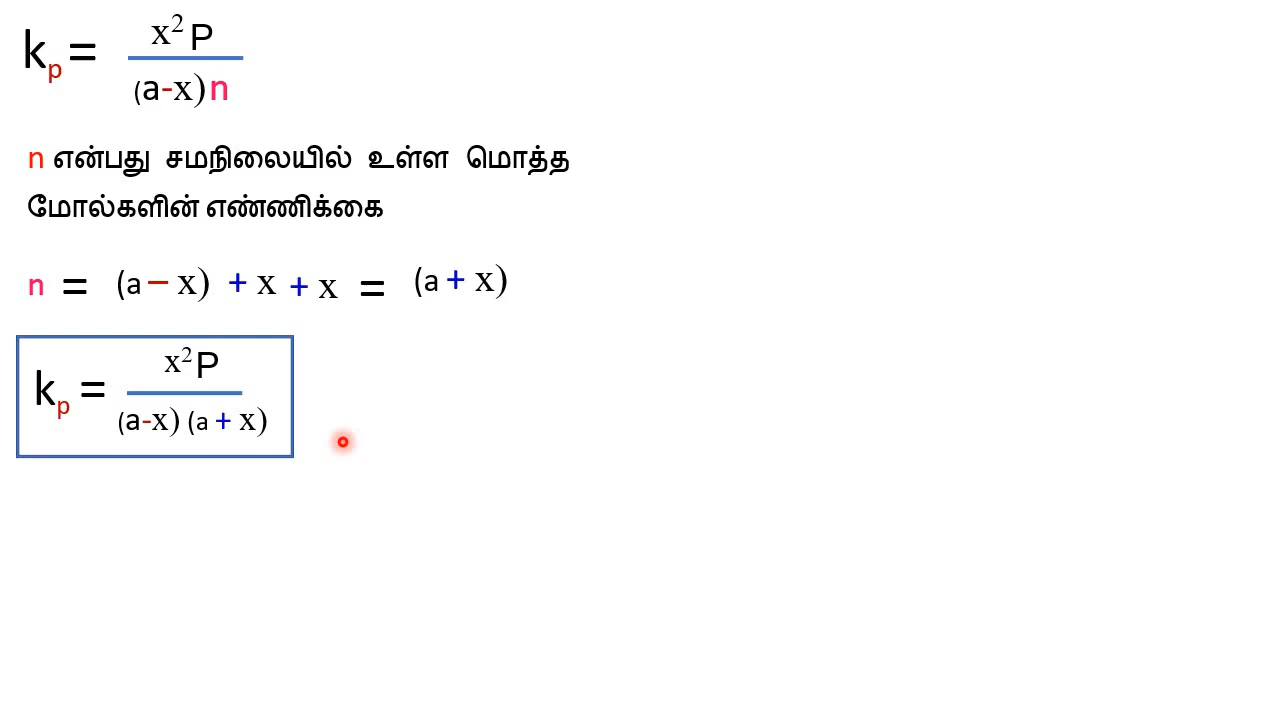 kp = x²P / (a-x)n
n என்பது சமநிலையில் உள்ள மொத்த
மோல்களின் எண்ணிக்கை
n = (a – x) + x + x = (a + x)
kp = x²P / (a-x) (a + x)